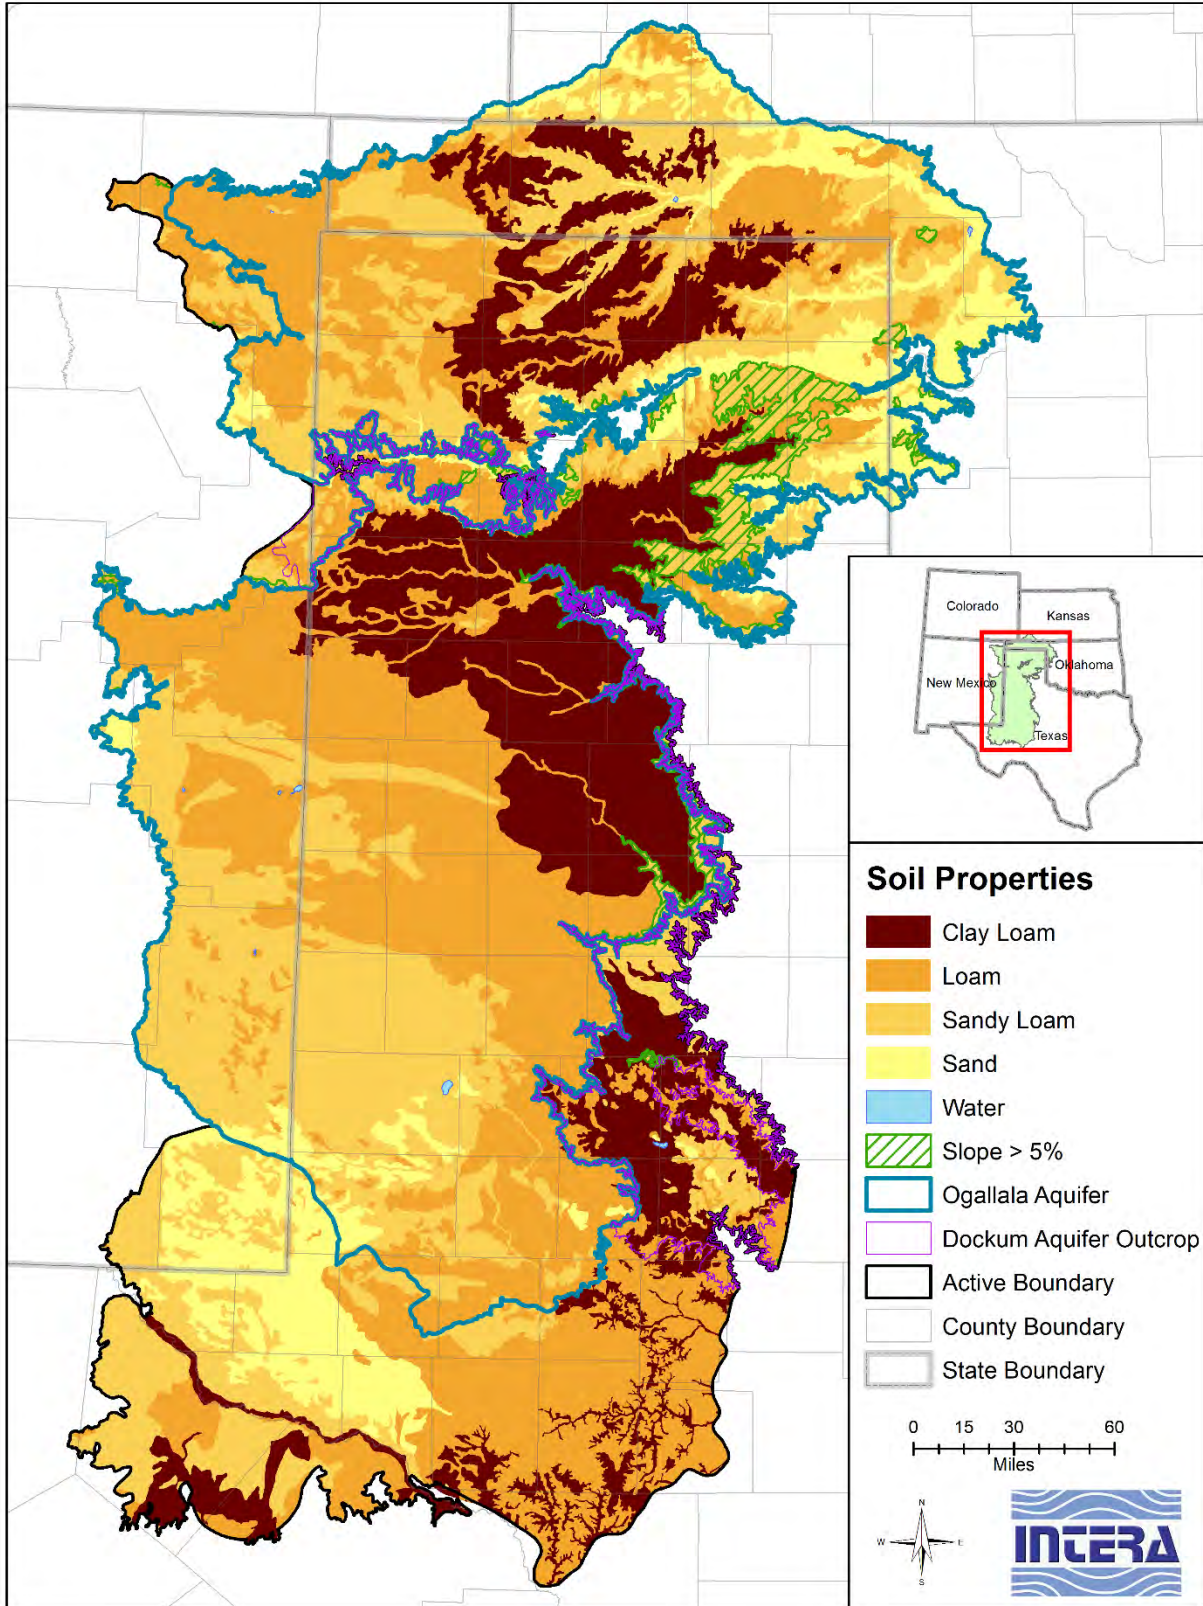 Colorado
Kansas
New Mexico
Oklahoma
Texas
Soil Properties
Clay Loam
Loam
Sandy Loam
Sand
Water
Slope > 5%
Ogallala Aquifer
Dockum Aquifer Outcrop
Active Boundary
County Boundary
State Boundary
0 15 30 60
Miles
N
W E
S
INTERA